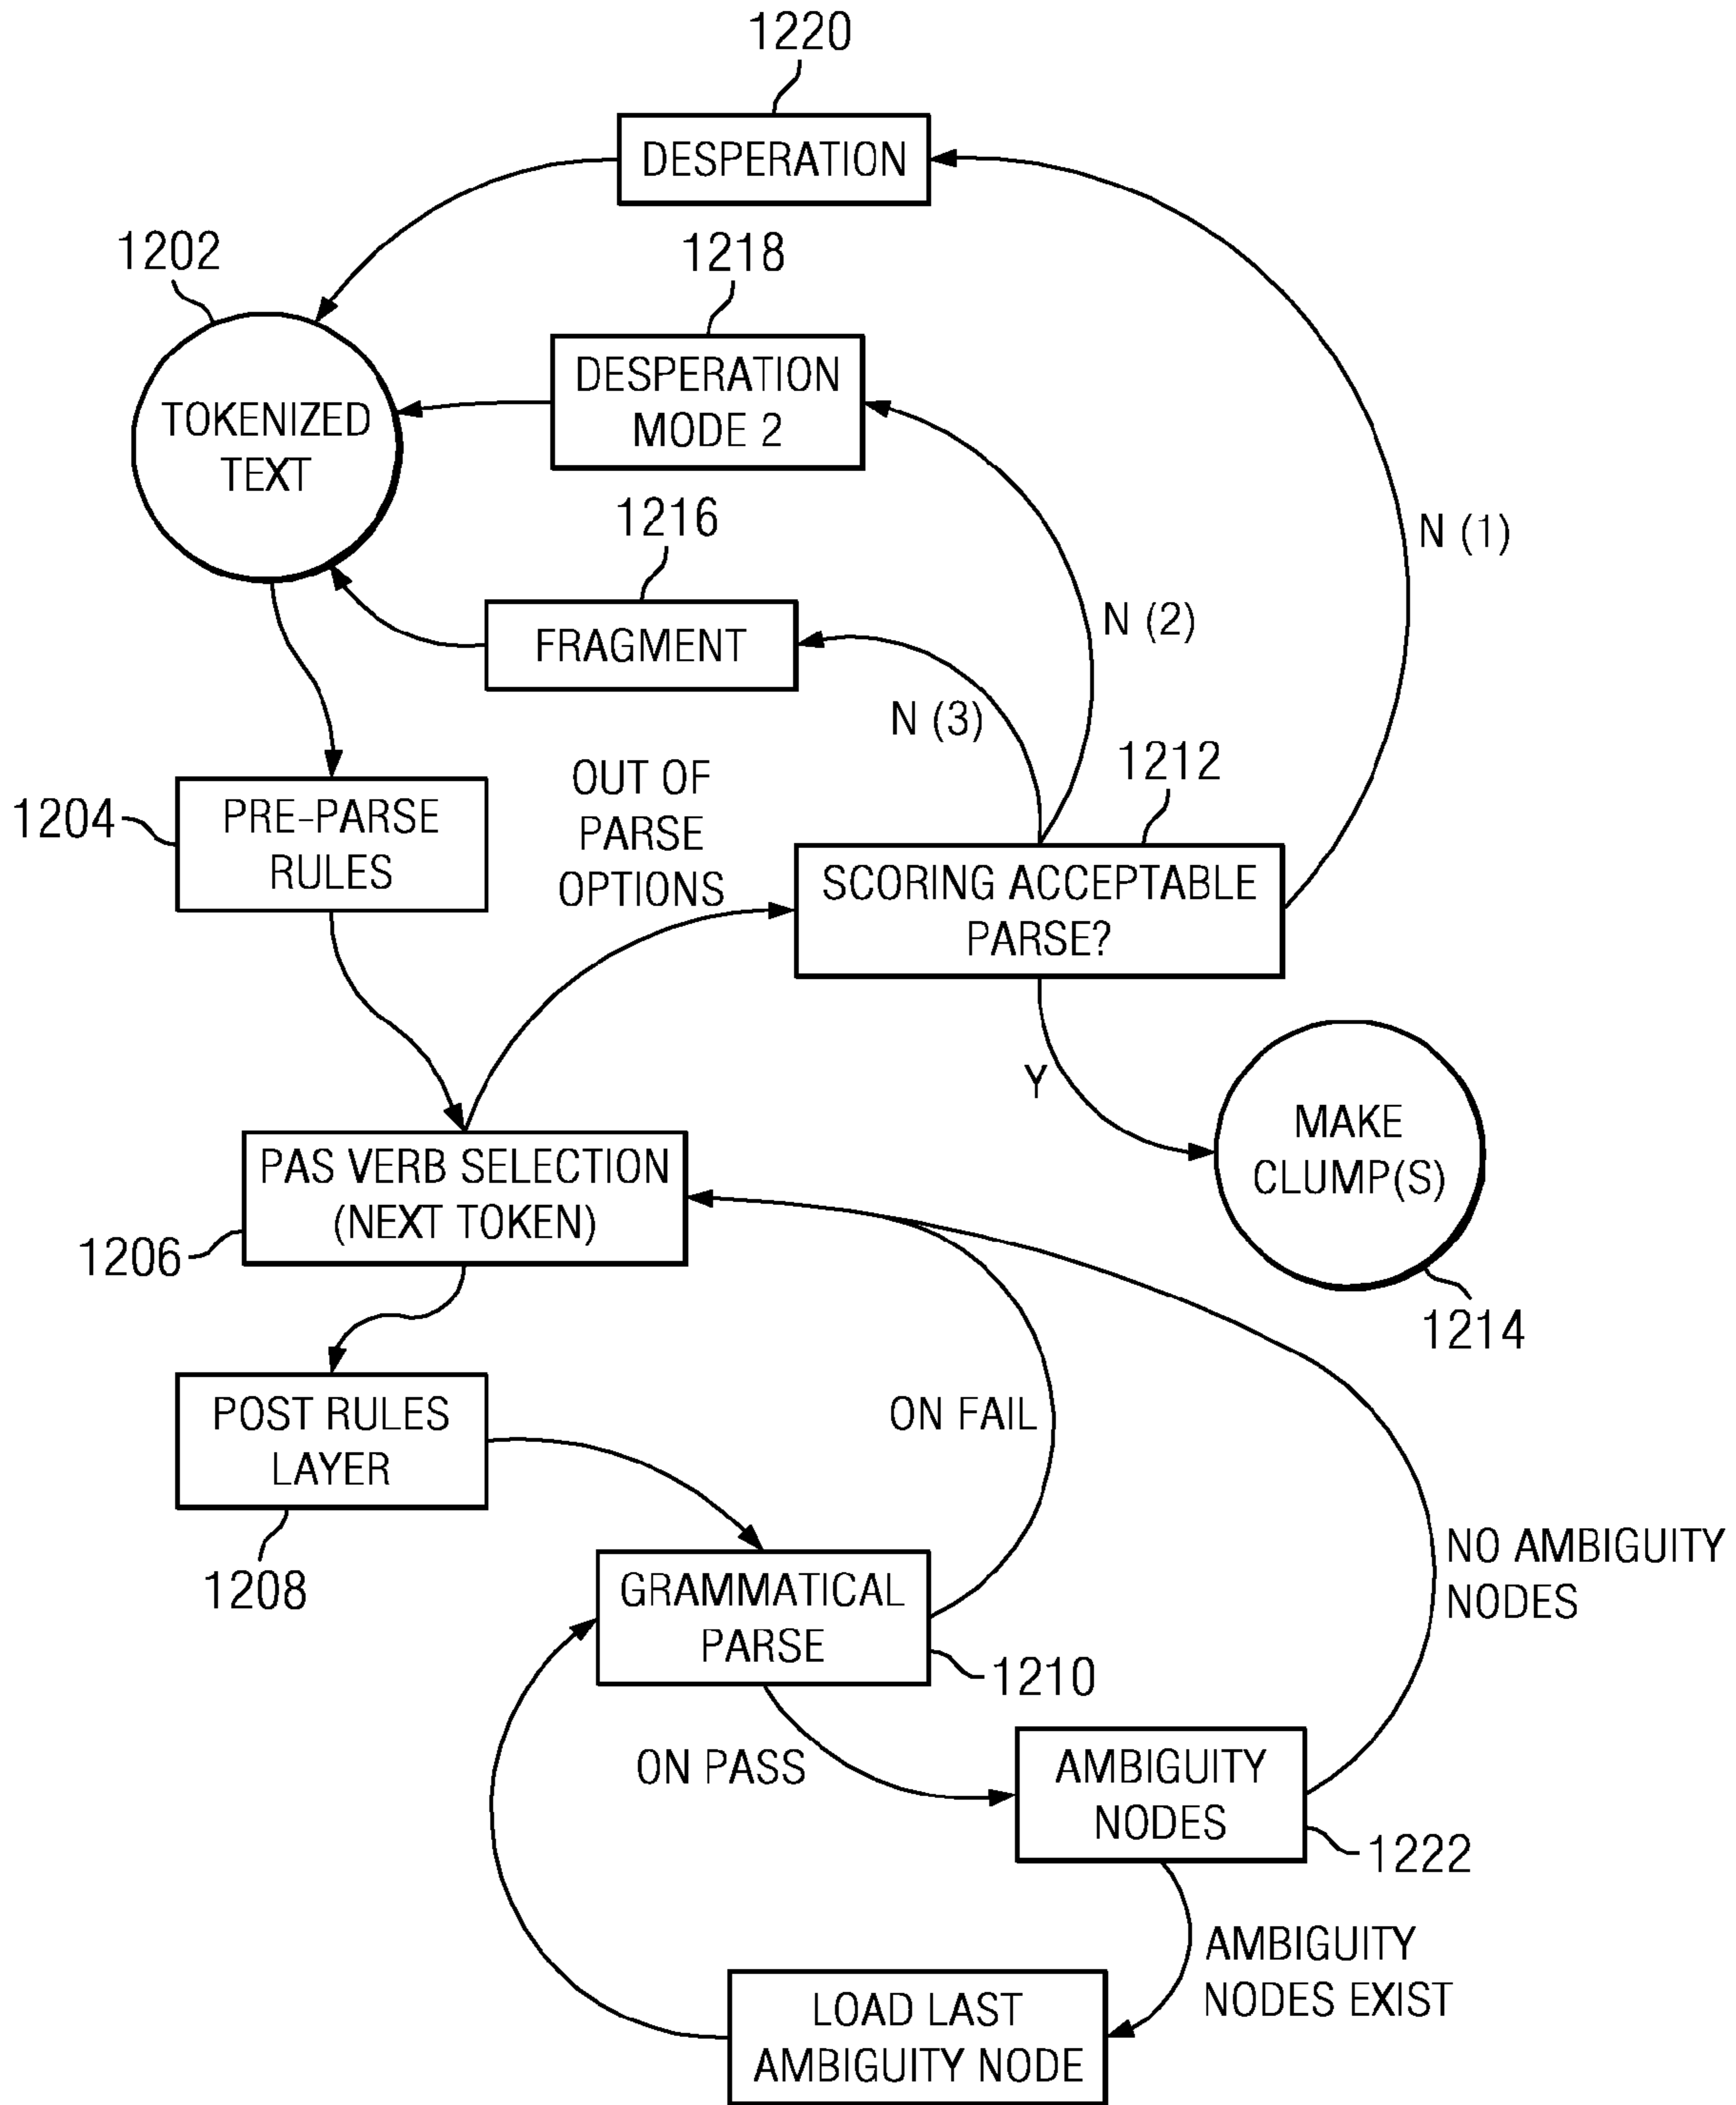 1220
DESPERATION
1202
1218
TOKENIZED
TEXT
DESPERATION
MODE 2
1216
FRAGMENT
N (1)
N (2)
N (3)
1204
PRE-PARSE
RULES
OUT OF
PARSE
OPTIONS
1212
SCORING ACCEPTABLE
PARSE?
Y
MAKE
CLUMP(S)
1214
PAS VERB SELECTION
(NEXT TOKEN)
1206
POST RULES
LAYER
1208
ON FAIL
NO AMBIGUITY
NODES
GRAMMATICAL
PARSE
1210
ON PASS
AMBIGUITY
NODES
1222
AMBIGUITY
NODES EXIST
LOAD LAST
AMBIGUITY NODE